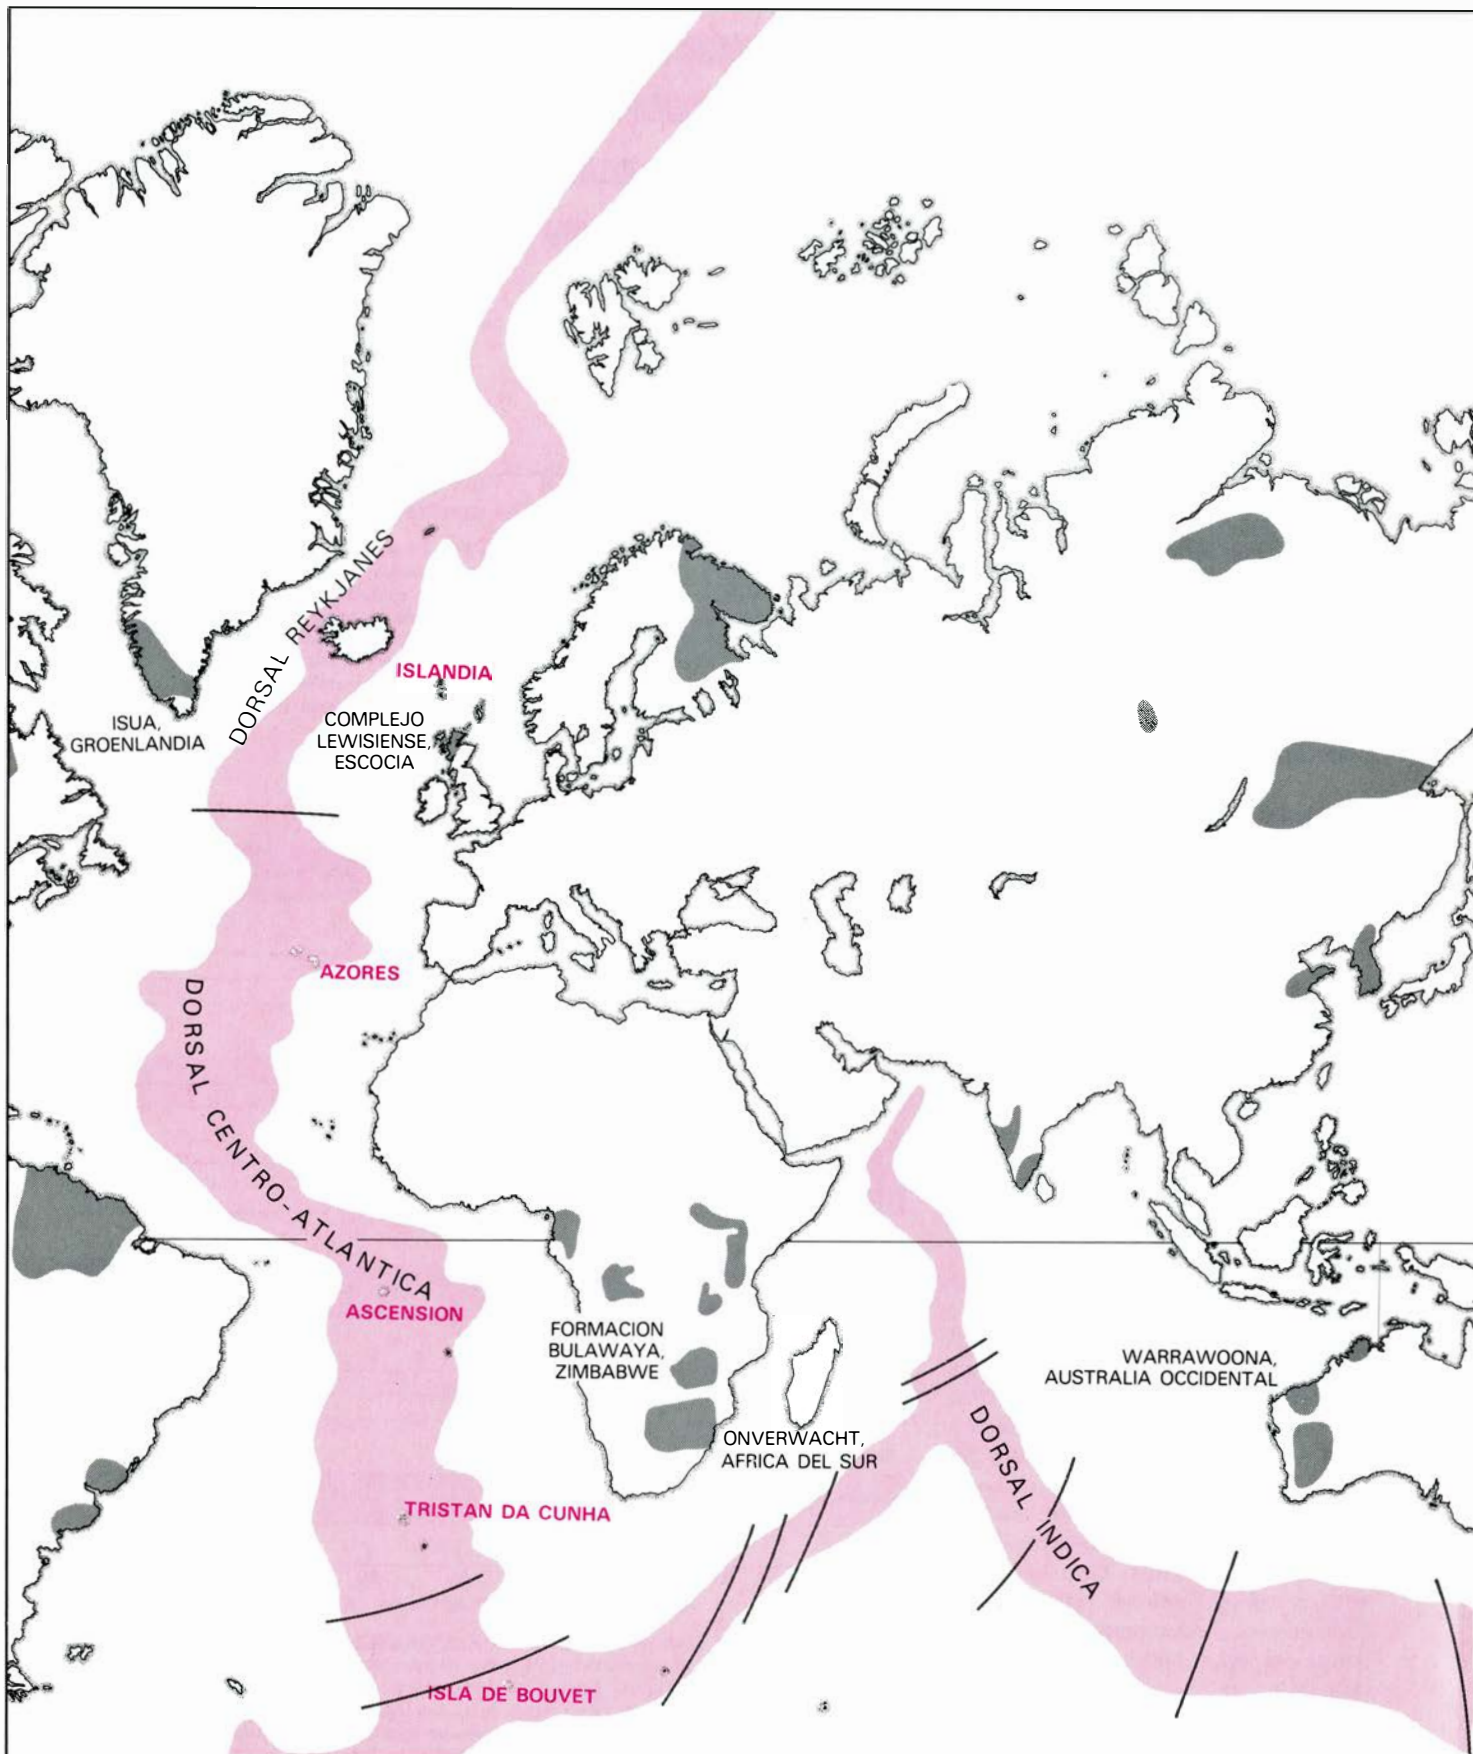 DORSAL REYKJANES
ISLANDIA
ISUA,
GROENLANDIA
COMPLEJO
LEWISIENSE,
ESCOCIA
AZORES
DORSAL CENTRO-ATLANTICA
ASCENSION
FORMACION
BULAWAYA,
ZIMBABWE
WARRAWOONA,
AUSTRALIA OCCIDENTAL
ONVERWACHT,
AFRICA DEL SUR
DORSAL INDICA
TRISTAN DA CUNHA
ISLA DE BOUVET